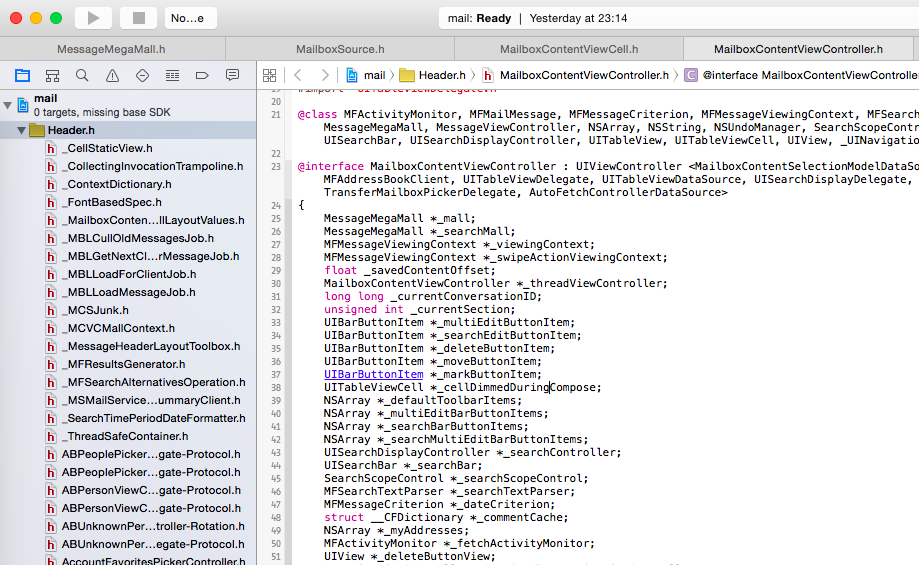 No...e
mail: Ready | Yesterday at 23:14
MessageMegaMall.h
MailboxSource.h
MailboxContentViewCell.h
MailboxContentViewController.h
mail
Header.h
MailboxContentViewController.h
C
@interface MailboxContentViewController
mail
0 targets, missing base SDK
Header.h
_CellStaticView.h
_CollectingInvocationTrampoline.h
_ContextDictionary.h
_FontBasedSpec.h
_MailboxConten...llLayoutValues.h
_MBLCullOldMessagesJob.h
_MBLGetNextCl...rMessageJob.h
_MBLLoadForClientJob.h
_MBLLoadMessageJob.h
_MCSJunk.h
_MCVCMallContext.h
_MessageHeaderLayoutToolbox.h
_MFResultsGenerator.h
_MFSearchAlternativesOperation.h
_MSMailService...ummaryClient.h
_SearchTimePeriodDateFormatter.h
_ThreadSafeContainer.h
ABPeoplePicker...gate-Protocol.h
ABPeoplePicker...gate-Protocol.h
ABPersonViewC...gate-Protocol.h
ABPersonViewC...gate-Protocol.h
ABUnknownPer...troller-Rotation.h
ABUnknownPer...egate-Protocol.h
AccountFavoritesPickerController.h
20
21 @class MFActivityMonitor, MFMailMessage, MFMessageCriterion, MFMessageViewingContext, MFSearch
MessageMegaMall, MessageViewController, NSArray, NSString, NSUndoManager, SearchScopeContr
UISearchBar, UISearchDisplayController, UITableView, UITableViewCell, UIView, _UINavigatio
22
23 @interface MailboxContentViewController : UIViewController <MailboxContentSelectionModelDataSo
MFAddressBookClient, UITableViewDelegate, UITableViewDataSource, UISearchDisplayDelegate,
TransferMailboxPickerDelegate, AutoFetchControllerDataSource>
24 {
25 MessageMegaMall *_mall;
26 MessageMegaMall *_searchMall;
27 MFMessageViewingContext *_viewingContext;
28 MFMessageViewingContext *_swipeActionViewingContext;
29 float _savedContentOffset;
30 MailboxContentViewController *_threadViewController;
31 long long _currentConversationID;
32 unsigned int _currentSection;
33 UIBarButtonItem *_multiEditButtonItem;
34 UIBarButtonItem *_searchEditButtonItem;
35 UIBarButtonItem *_deleteButtonItem;
36 UIBarButtonItem *_moveButtonItem;
37 UIBarButtonItem *_markButtonItem;
38 UITableViewCell *_cellDimmedDuringCompose;
39 NSArray *_defaultToolbarItems;
40 NSArray *_multiEditBarButtonItems;
41 NSArray *_searchBarButtonItems;
42 NSArray *_searchMultiEditBarButtonItems;
43 UISearchDisplayController *_searchController;
44 UISearchBar *_searchBar;
45 SearchScopeControl *_searchScopeControl;
46 MFSearchTextParser *_searchTextParser;
47 MFMessageCriterion *_dateCriterion;
48 struct __CFDictionary *_commentCache;
49 NSArray *_myAddresses;
50 MFActivityMonitor *_fetchActivityMonitor;
51 UIView *_deleteButtonView;